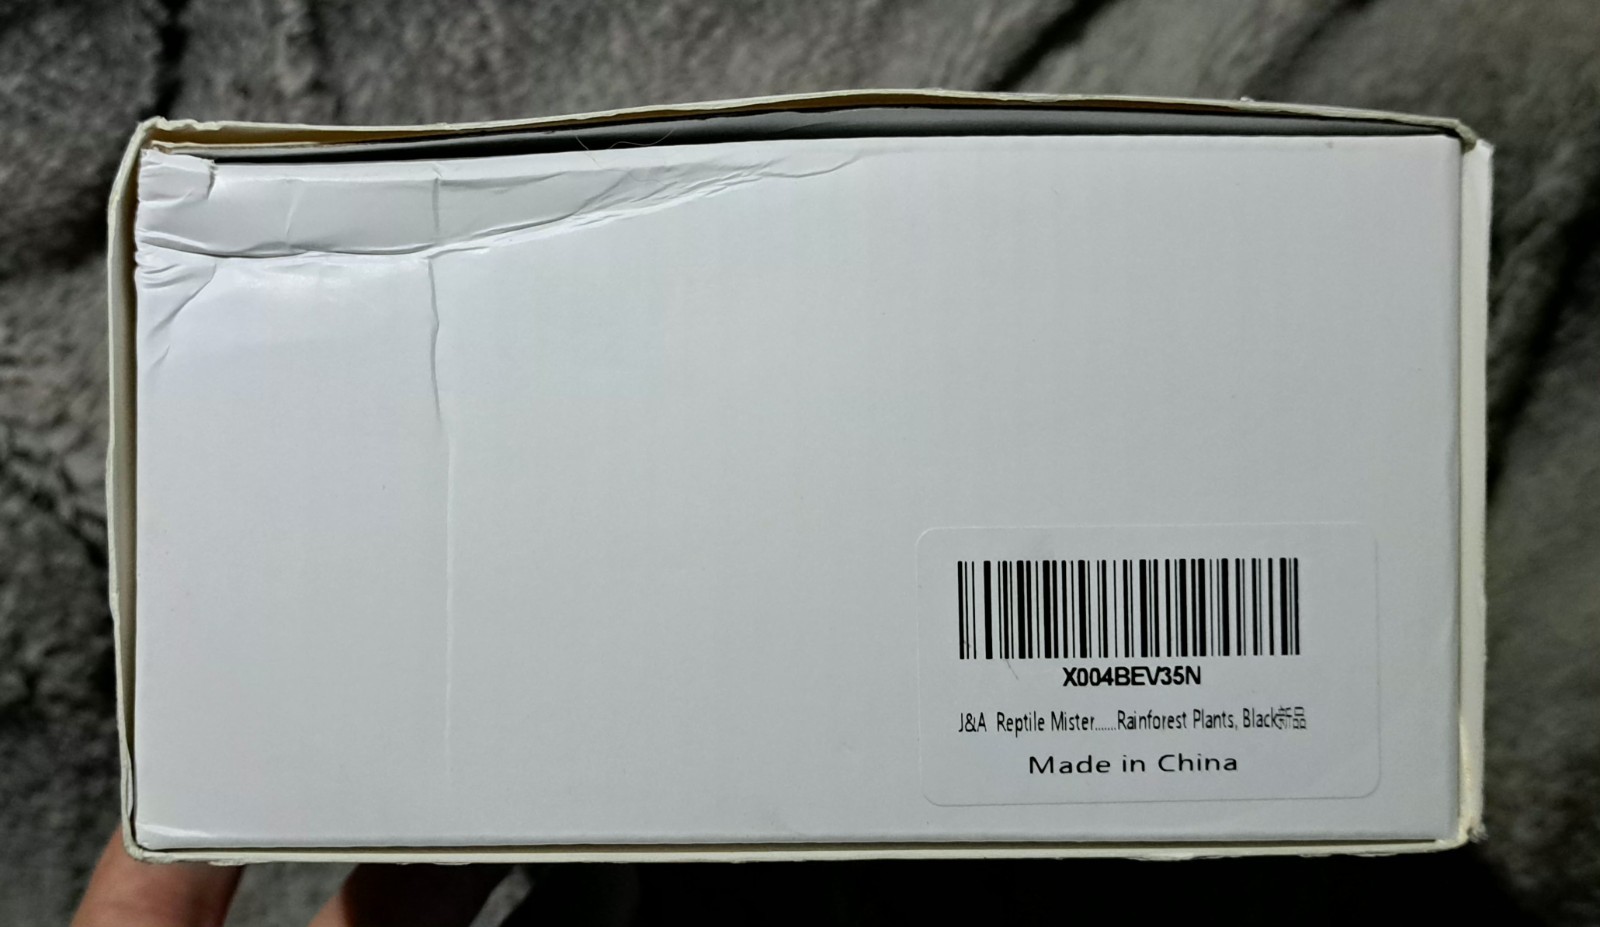 X004BEV35N
J&A Reptile Mister......Rainforest Plants, Black新品
Made in China